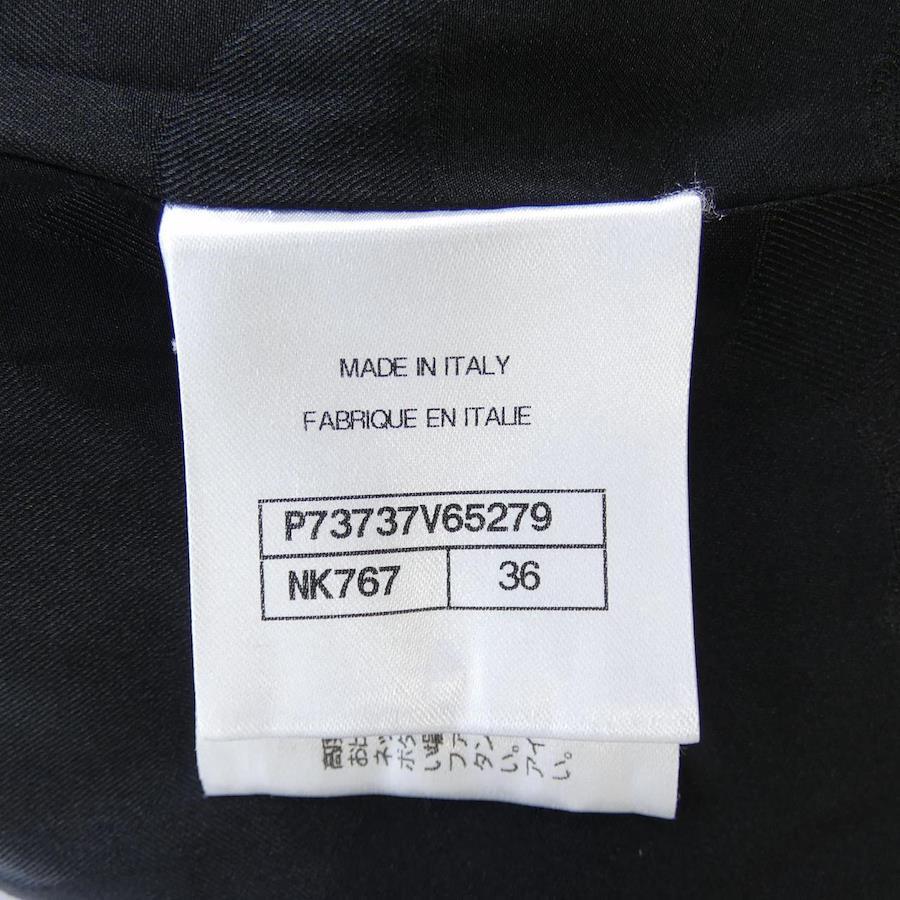 MADE IN ITALY
FABRIQUE EN ITALIE
P73737V65279
NK767 36